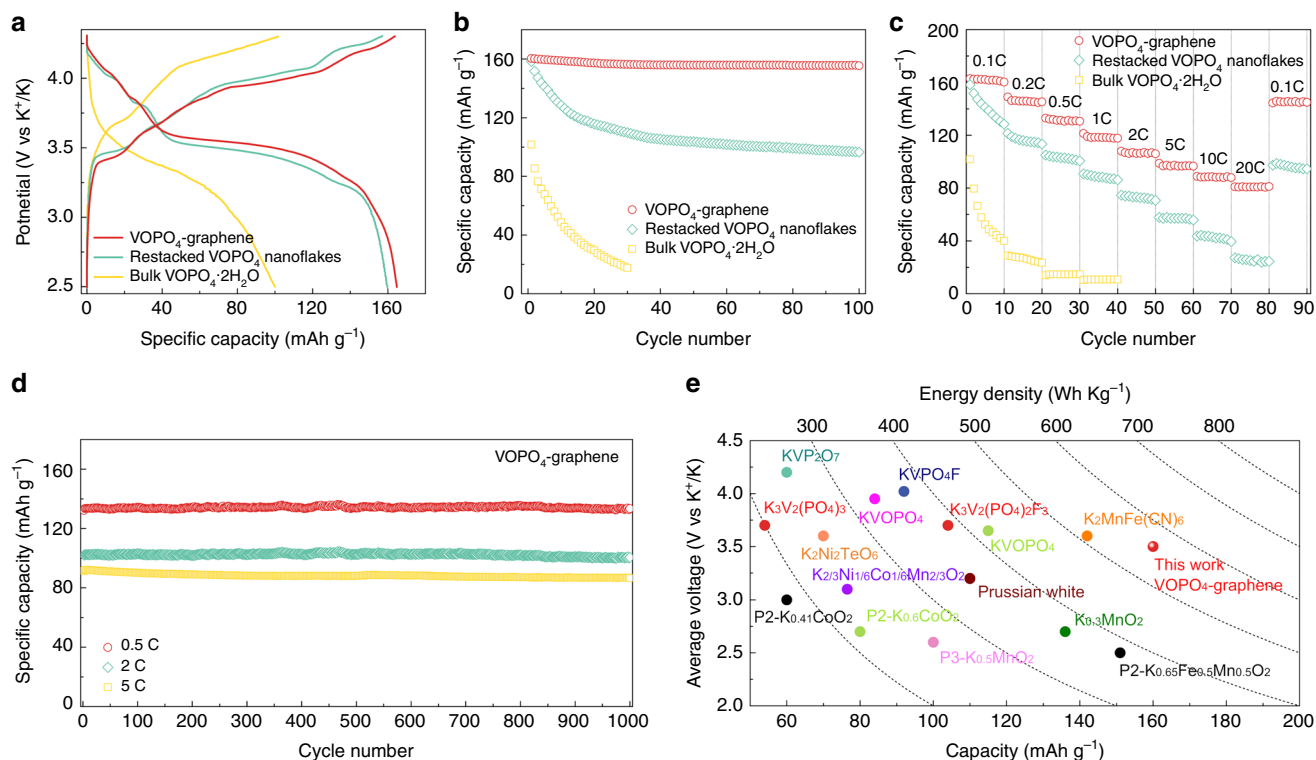 a
4.0
3.5
3.0
2.5
Potnetial (V vs K⁺/K)
VOPO₄-graphene
Restacked VOPO₄ nanoflakes
Bulk VOPO₄·2H₂O
0 40 80 120 160
Specific capacity (mAh g⁻¹)
b
160
120
80
40
0
Specific capacity (mAh g⁻¹)
VOPO₄-graphene
Restacked VOPO₄ nanoflakes
Bulk VOPO₄·2H₂O
0 20 40 60 80 100
Cycle number
c
200
160
120
80
40
0
Specific capacity (mAh g⁻¹)
VOPO₄-graphene
Restacked VOPO₄ nanoflakes
Bulk VOPO₄·2H₂O
0.1C
0.2C
0.5C
1C
2C
5C
10C
20C
0.1C
0 10 20 30 40 50 60 70 80 90
Cycle number
d
160
120
80
40
0
Specific capacity (mAh g⁻¹)
VOPO₄-graphene
0.5 C
2 C
5 C
0 100 200 300 400 500 600 700 800 900 1000
Cycle number
e
Energy density (Wh Kg⁻¹)
300 400 500 600 700 800
4.5
4.0
3.5
3.0
2.5
2.0
Average voltage (V vs K⁺/K)
KVP₂O₇
KVPO₄F
K₃V₂(PO₄)₃
KVOPO₄
K₃V₂(PO₄)₂F₃
K₂MnFe(CN)₆
K₂Ni₂TeO₆
KVOPO₄
This work
VOPO₄-graphene
K₂/₃Ni₁/₆Co₁/₆Mn₂/₃O₂
Prussian white
P2-K₀.₄₁CoO₂
P2-K₀.₆CoO₂
K₀.₃MnO₂
P3-K₀.₅MnO₂
P2-K₀.₆₅Fe₀.₅Mn₀.₅O₂
60 80 100 120 140 160 180 200
Capacity (mAh g⁻¹)